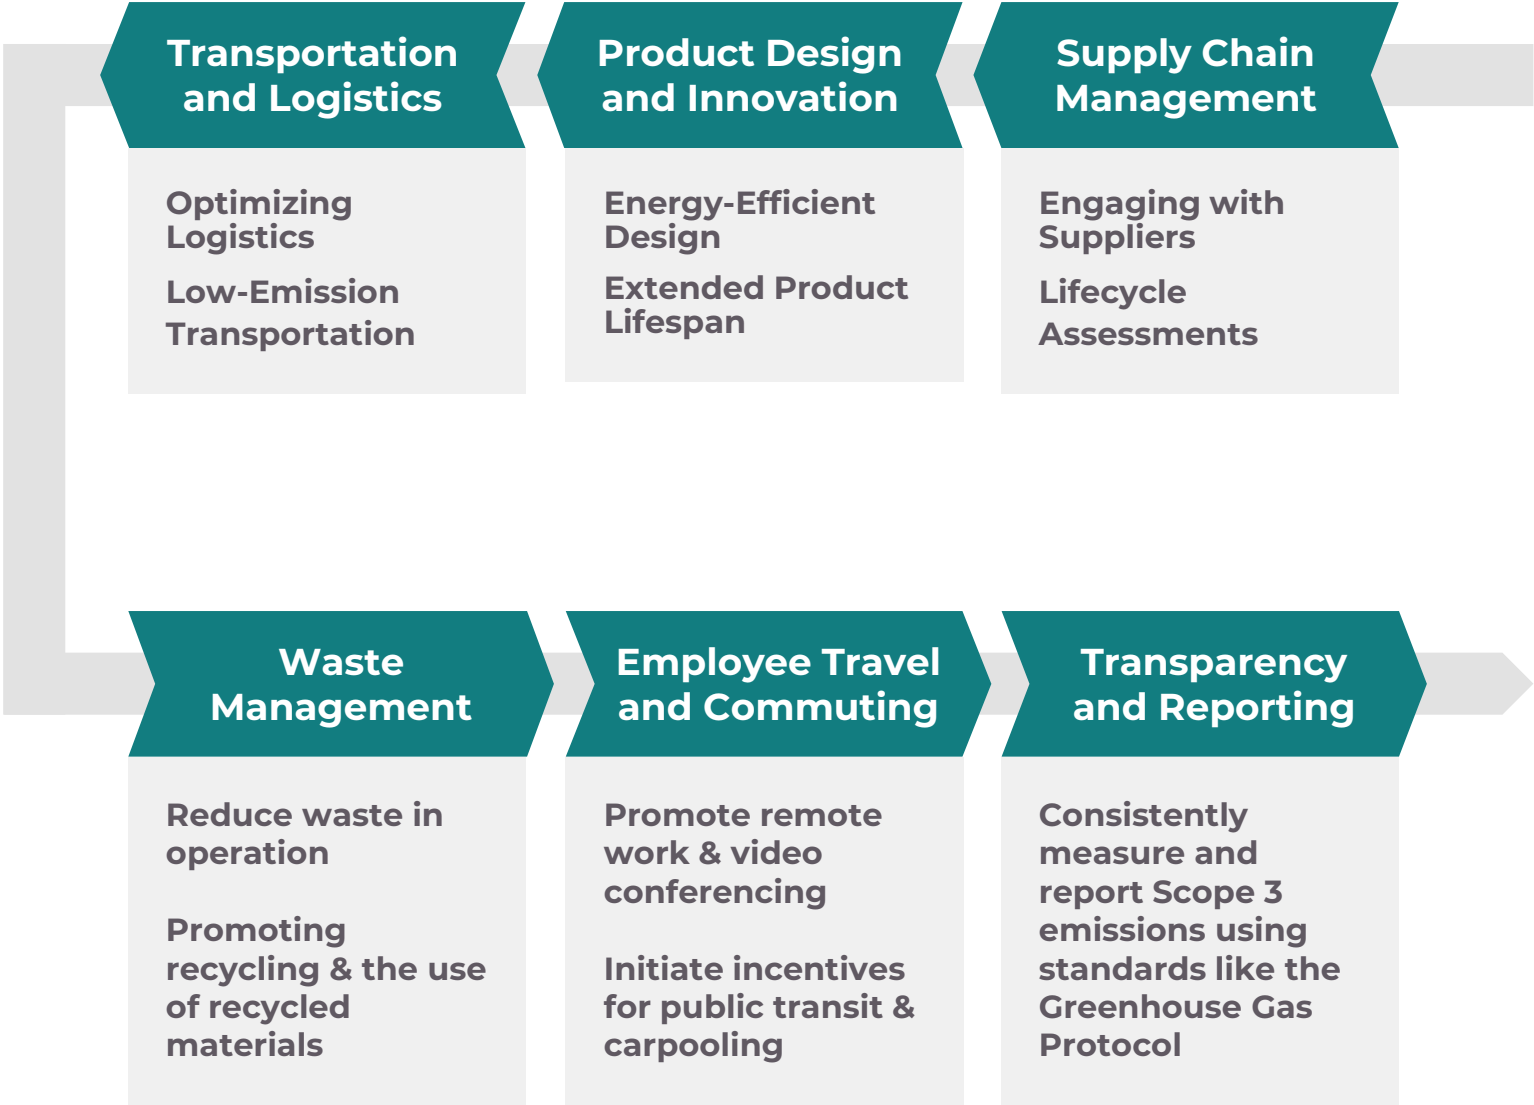 Transportation
and Logistics
Optimizing
Logistics
Low-Emission
Transportation
Product Design
and Innovation
Energy-Efficient
Design
Extended Product
Lifespan
Supply Chain
Management
Engaging with
Suppliers
Lifecycle
Assessments
Waste
Management
Reduce waste in
operation
Promoting
recycling & the use
of recycled
materials
Employee Travel
and Commuting
Promote remote
work & video
conferencing
Initiate incentives
for public transit &
carpooling
Transparency
and Reporting
Consistently
measure and
report Scope 3
emissions using
standards like the
Greenhouse Gas
Protocol